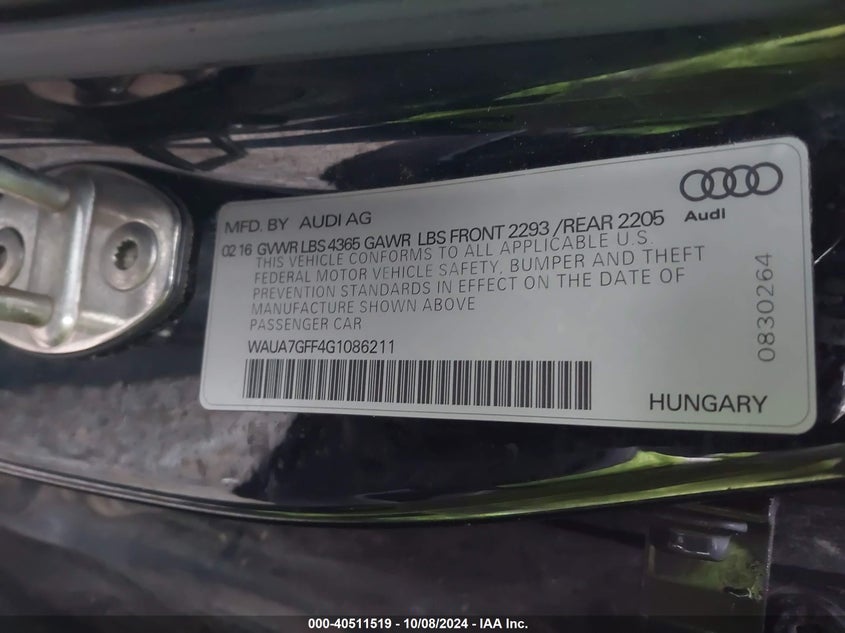 MFD. BY AUDI AG
Audi
02 16 GVWR LBS 4365 GAWR LBS FRONT 2293 /REAR 2205
THIS VEHICLE CONFORMS TO ALL APPLICABLE U.S.
FEDERAL MOTOR VEHICLE SAFETY, BUMPER AND THEFT
PREVENTION STANDARDS IN EFFECT ON THE DATE OF
MANUFACTURE SHOWN ABOVE
PASSENGER CAR
WAUA7GFF4G1086211
0830264
HUNGARY
000-40511519 - 10/08/2024 - IAA Inc.